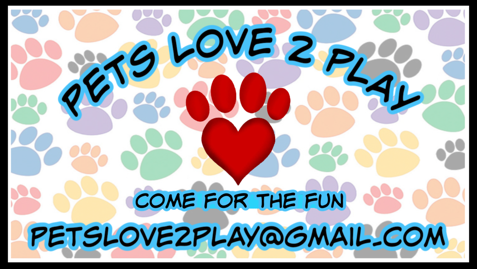 PETS LOVE 2 PLAY
COME FOR THE FUN
PETSLOVE2PLAY@GMAIL.COM